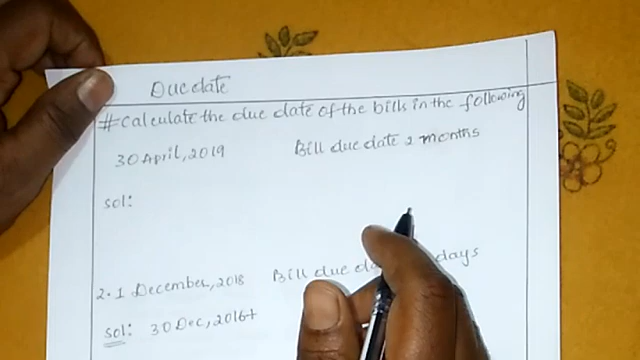 Due date
#Calculate the due date of the bills in the following
30 April, 2019 Bill due date 2 months
sol:
2. 1 December, 2018 Bill due days
sol: 30 Dec, 2016+